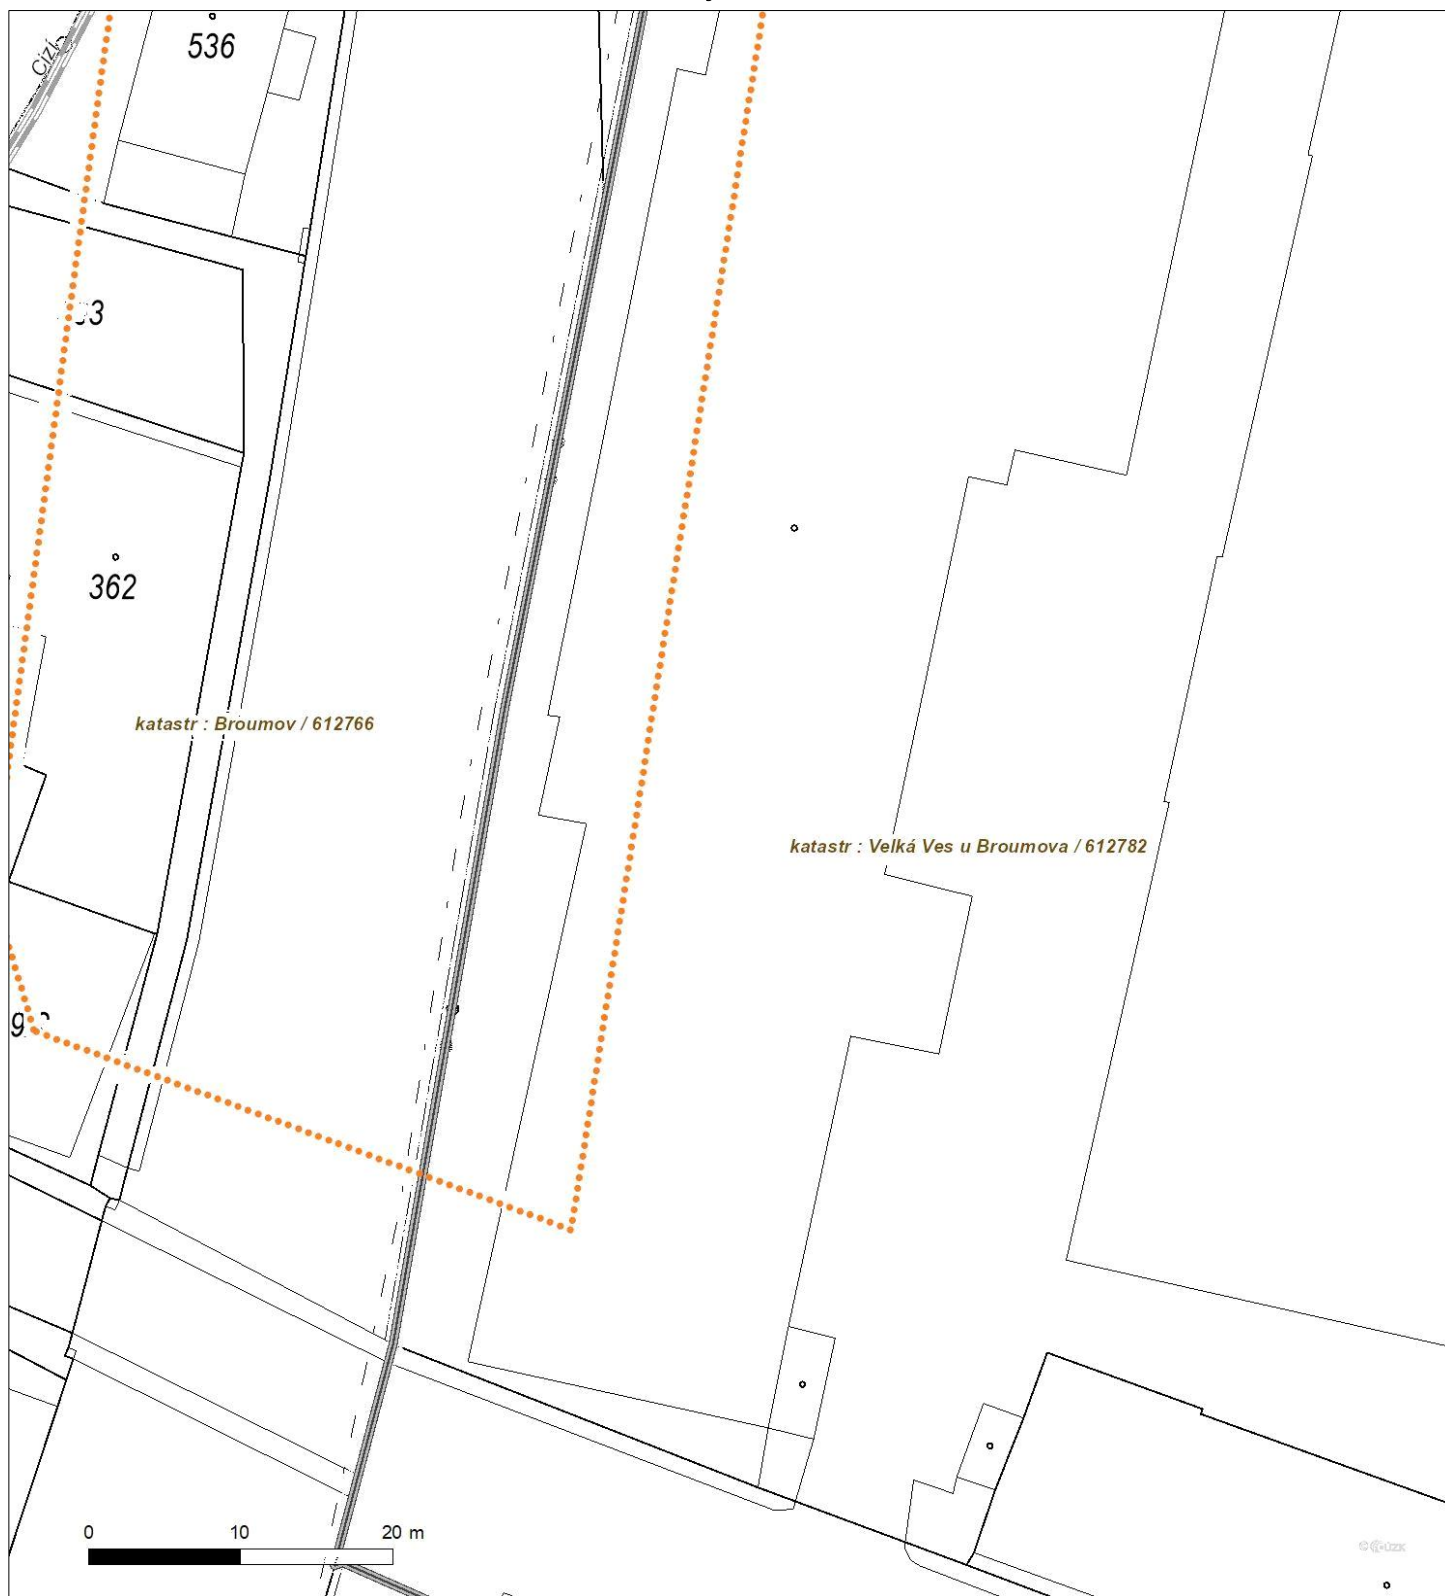 Cizí
536
362
katastr : Broumov / 612766
katastr : Velká Ves u Broumova / 612782
0 10 20 m